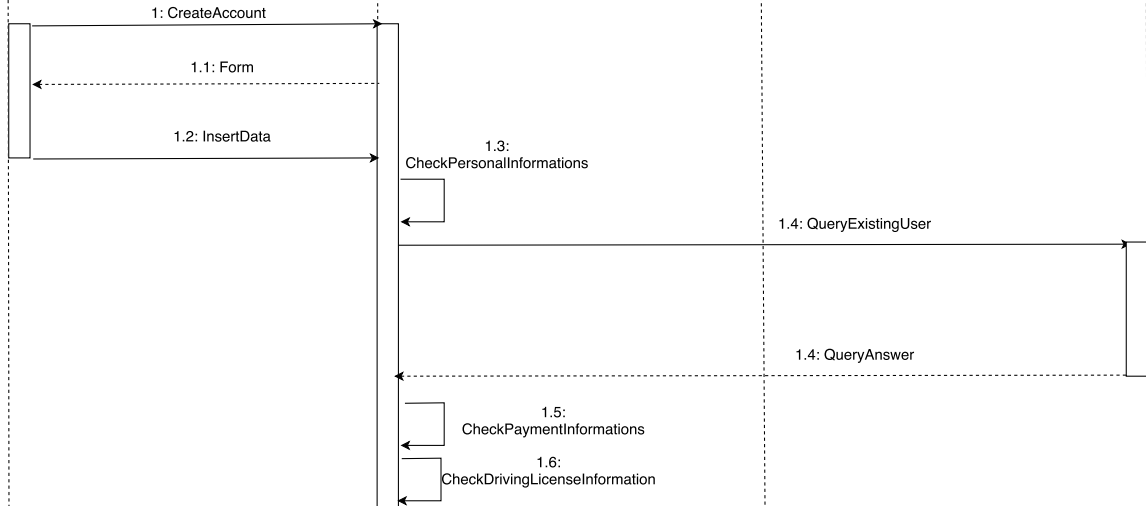 1: CreateAccount
1.1: Form
1.2: InsertData
1.3:
CheckPersonalInformations
1.4: QueryExistingUser
1.4: QueryAnswer
1.5:
CheckPaymentInformations
1.6:
CheckDrivingLicenseInformation